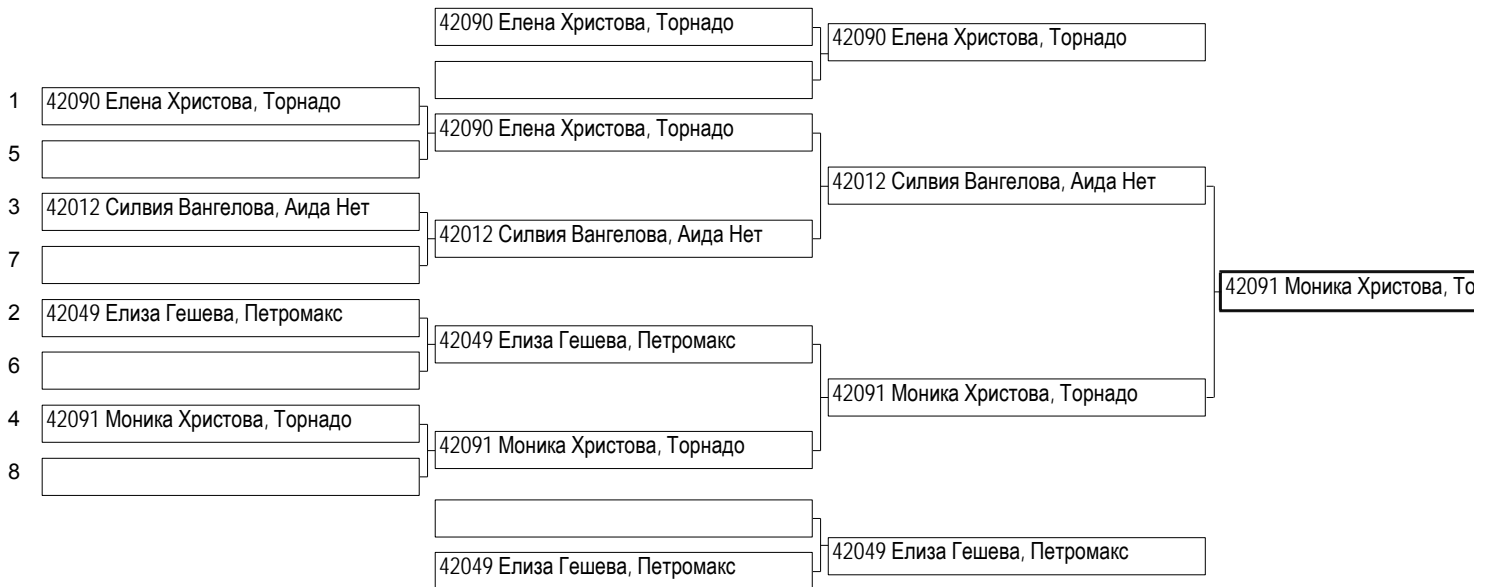 42090 Елена Христова, Торнадо
42090 Елена Христова, Торнадо
1 42090 Елена Христова, Торнадо
42090 Елена Христова, Торнадо
5
42012 Силвия Вангелова, Аида Нет
3 42012 Силвия Вангелова, Аида Нет
42012 Силвия Вангелова, Аида Нет
7
42091 Моника Христова, То
2 42049 Елиза Гешева, Петромакс
42049 Елиза Гешева, Петромакс
6
42091 Моника Христова, Торнадо
4 42091 Моника Христова, Торнадо
42091 Моника Христова, Торнадо
8
42049 Елиза Гешева, Петромакс
42049 Елиза Гешева, Петромакс